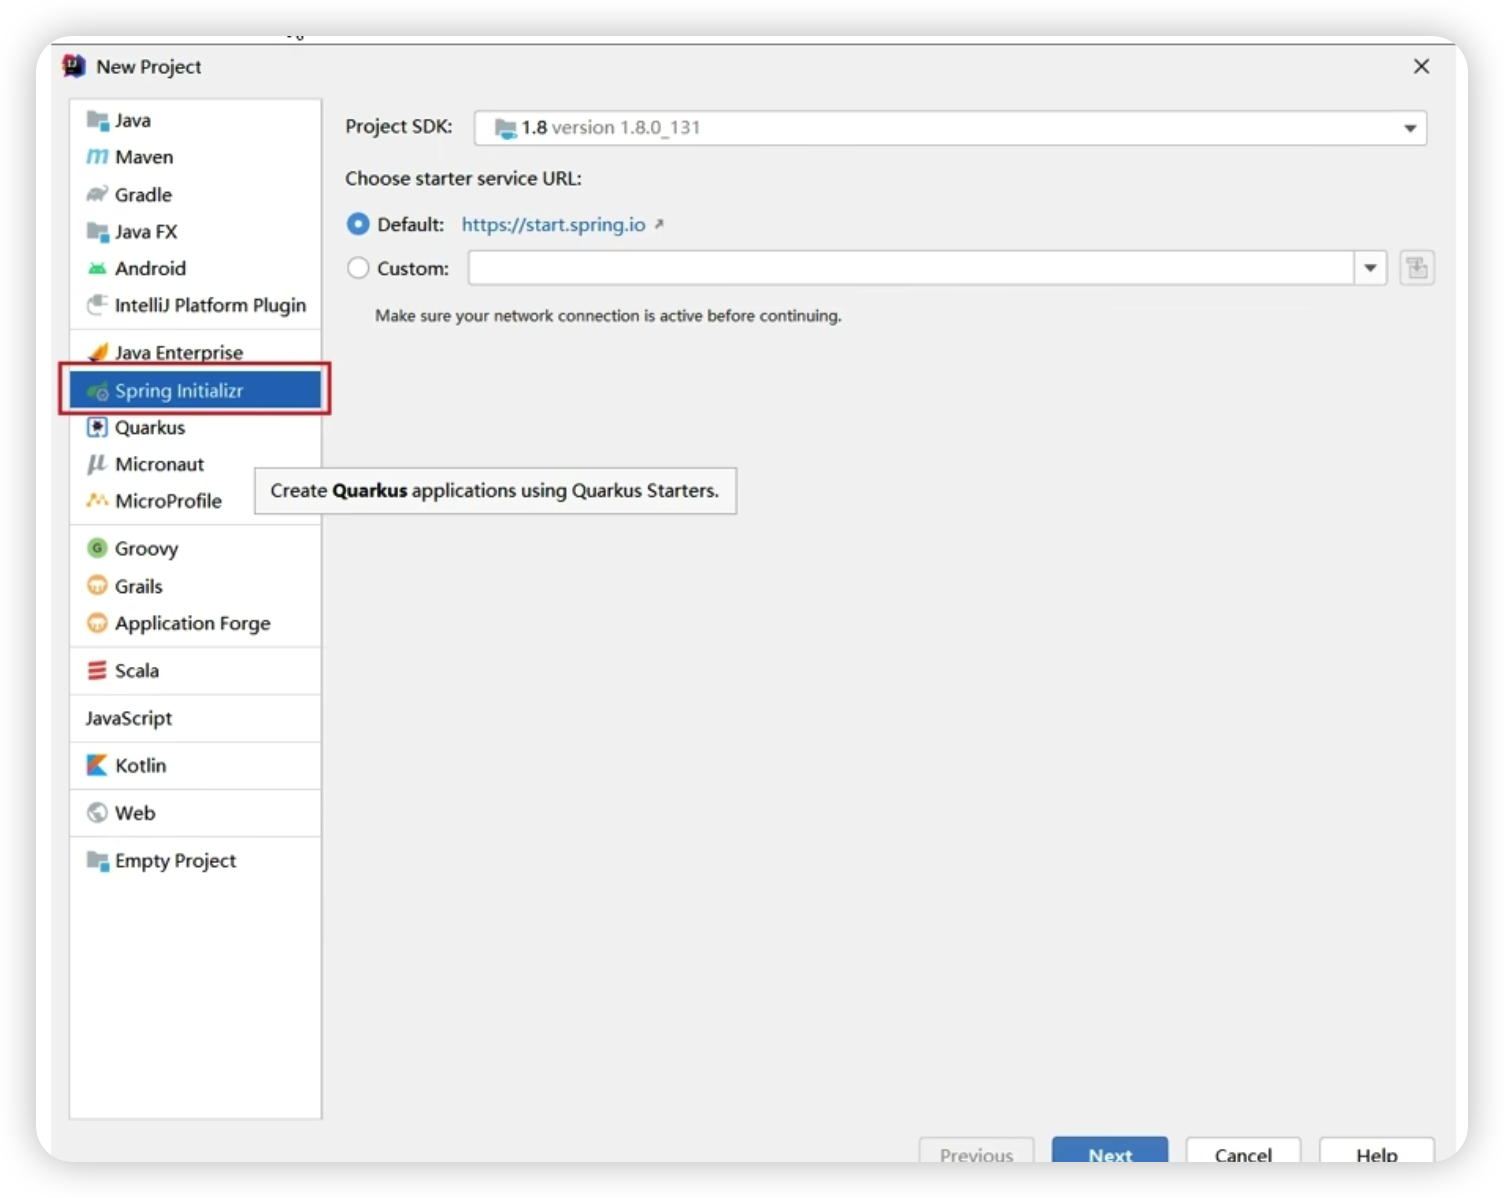 New Project
Java
Maven
Gradle
Java FX
Android
IntelliJ Platform Plugin
Java Enterprise
Spring Initializr
Quarkus
Micronaut
MicroProfile
Groovy
Grails
Application Forge
Scala
JavaScript
Kotlin
Web
Empty Project
Project SDK: 1.8 version 1.8.0_131
Choose starter service URL:
Default: https://start.spring.io
Custom:
Make sure your network connection is active before continuing.
Create Quarkus applications using Quarkus Starters.
Previous Next Cancel Help